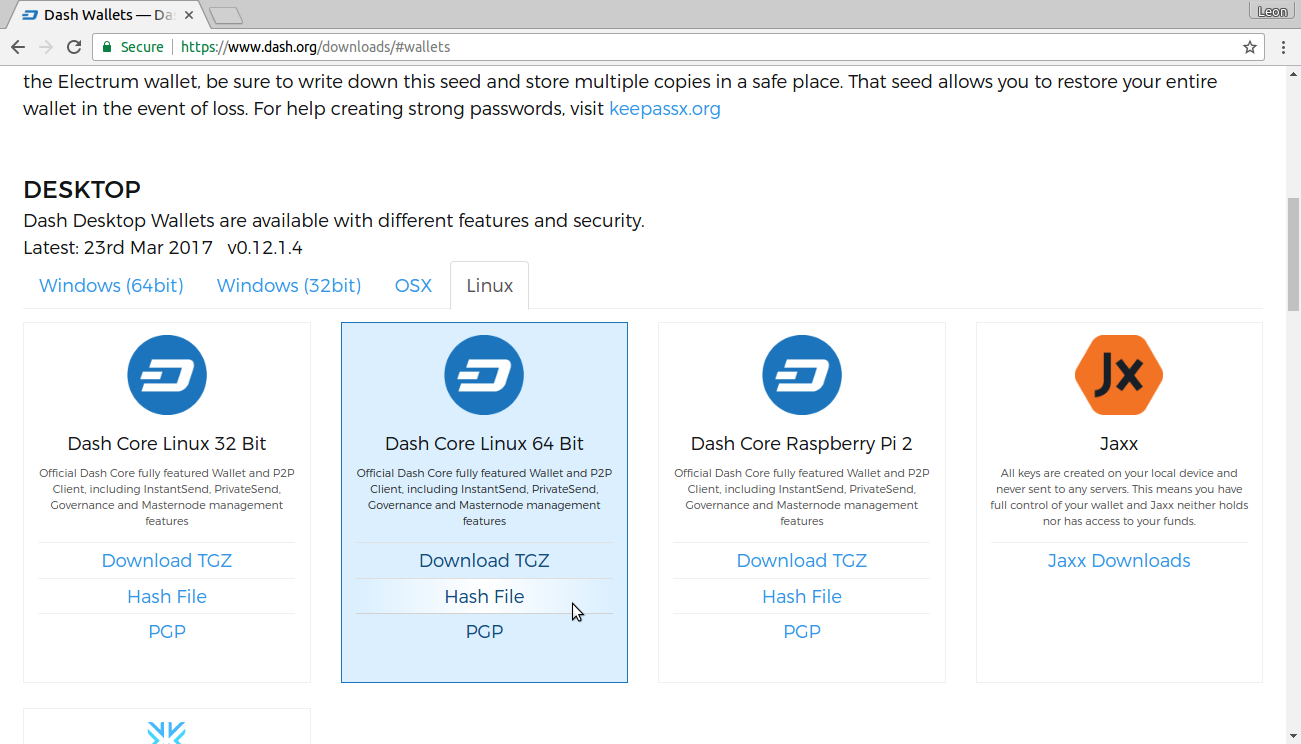 Dash Wallets — Da
Leon
Secure
https://www.dash.org/downloads/#wallets
the Electrum wallet, be sure to write down this seed and store multiple copies in a safe place. That seed allows you to restore your entire
wallet in the event of loss. For help creating strong passwords, visit keepassx.org
DESKTOP
Dash Desktop Wallets are available with different features and security.
Latest: 23rd Mar 2017 v0.12.1.4
Windows (64bit) Windows (32bit) OSX Linux
Dash Core Linux 32 Bit
Official Dash Core fully featured Wallet and P2P
Client, including InstantSend, PrivateSend,
Governance and Masternode management
features
Download TGZ
Hash File
PGP
Dash Core Linux 64 Bit
Official Dash Core fully featured Wallet and P2P
Client, including InstantSend, PrivateSend,
Governance and Masternode management
features
Download TGZ
Hash File
PGP
Dash Core Raspberry Pi 2
Official Dash Core fully featured Wallet and P2P
Client, including InstantSend, PrivateSend,
Governance and Masternode management
features
Download TGZ
Hash File
PGP
Jx
Jaxx
All keys are created on your local device and
never sent to any servers. This means you have
full control of your wallet and Jaxx neither holds
nor has access to your funds.
Jaxx Downloads